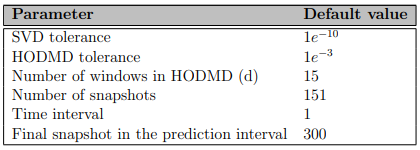 Parameter Default value
SVD tolerance 1e⁻¹⁰
HODMD tolerance 1e⁻³
Number of windows in HODMD (d) 15
Number of snapshots 151
Time interval 1
Final snapshot in the prediction interval 300